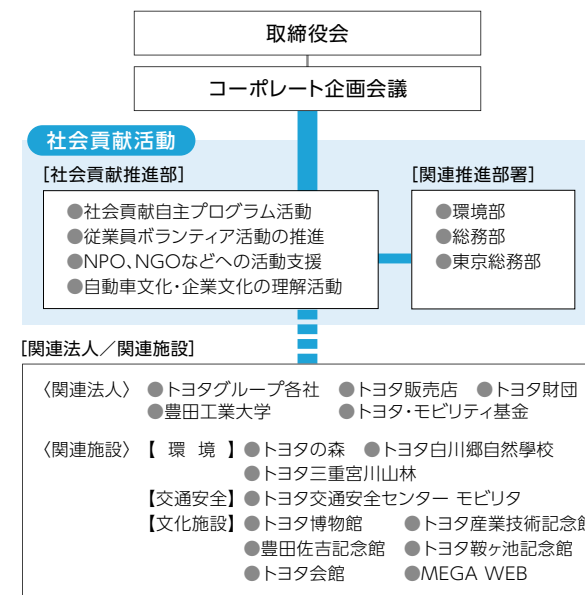 取締役会
コーポレート企画会議
社会貢献活動
[社会貢献推進部]
●社会貢献自主プログラム活動
●従業員ボランティア活動の推進
●NPO、NGOなどへの活動支援
●自動車文化・企業文化の理解活動
[関連推進部署]
●環境部
●総務部
●東京総務部
[関連法人／関連施設]
〈関連法人〉 ●トヨタグループ各社 ●トヨタ販売店 ●トヨタ財団
●豊田工業大学 ●トヨタ・モビリティ基金
〈関連施設〉【 環 境 】●トヨタの森 ●トヨタ白川郷自然學校
●トヨタ三重宮川山林
【交通安全】●トヨタ交通安全センター モビリタ
【文化施設】●トヨタ博物館 ●トヨタ産業技術記念館
●豊田佐吉記念館 ●トヨタ鞍ヶ池記念館
●トヨタ会館 ●MEGA WEB